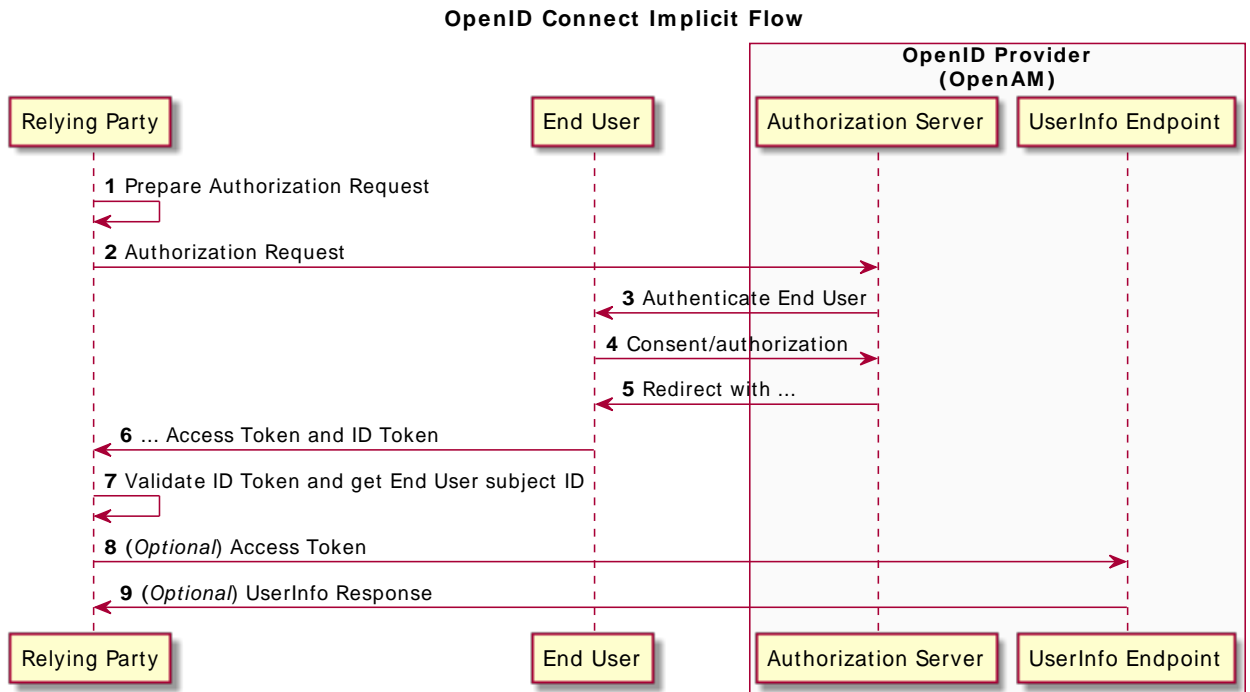 OpenID Connect Implicit Flow
OpenID Provider
(OpenAM)
Relying Party
End User
Authorization Server
UserInfo Endpoint
1 Prepare Authorization Request
2 Authorization Request
3 Authenticate End User
4 Consent/authorization
5 Redirect with ...
6 ... Access Token and ID Token
7 Validate ID Token and get End User subject ID
8 (Optional) Access Token
9 (Optional) UserInfo Response
Relying Party
End User
Authorization Server
UserInfo Endpoint